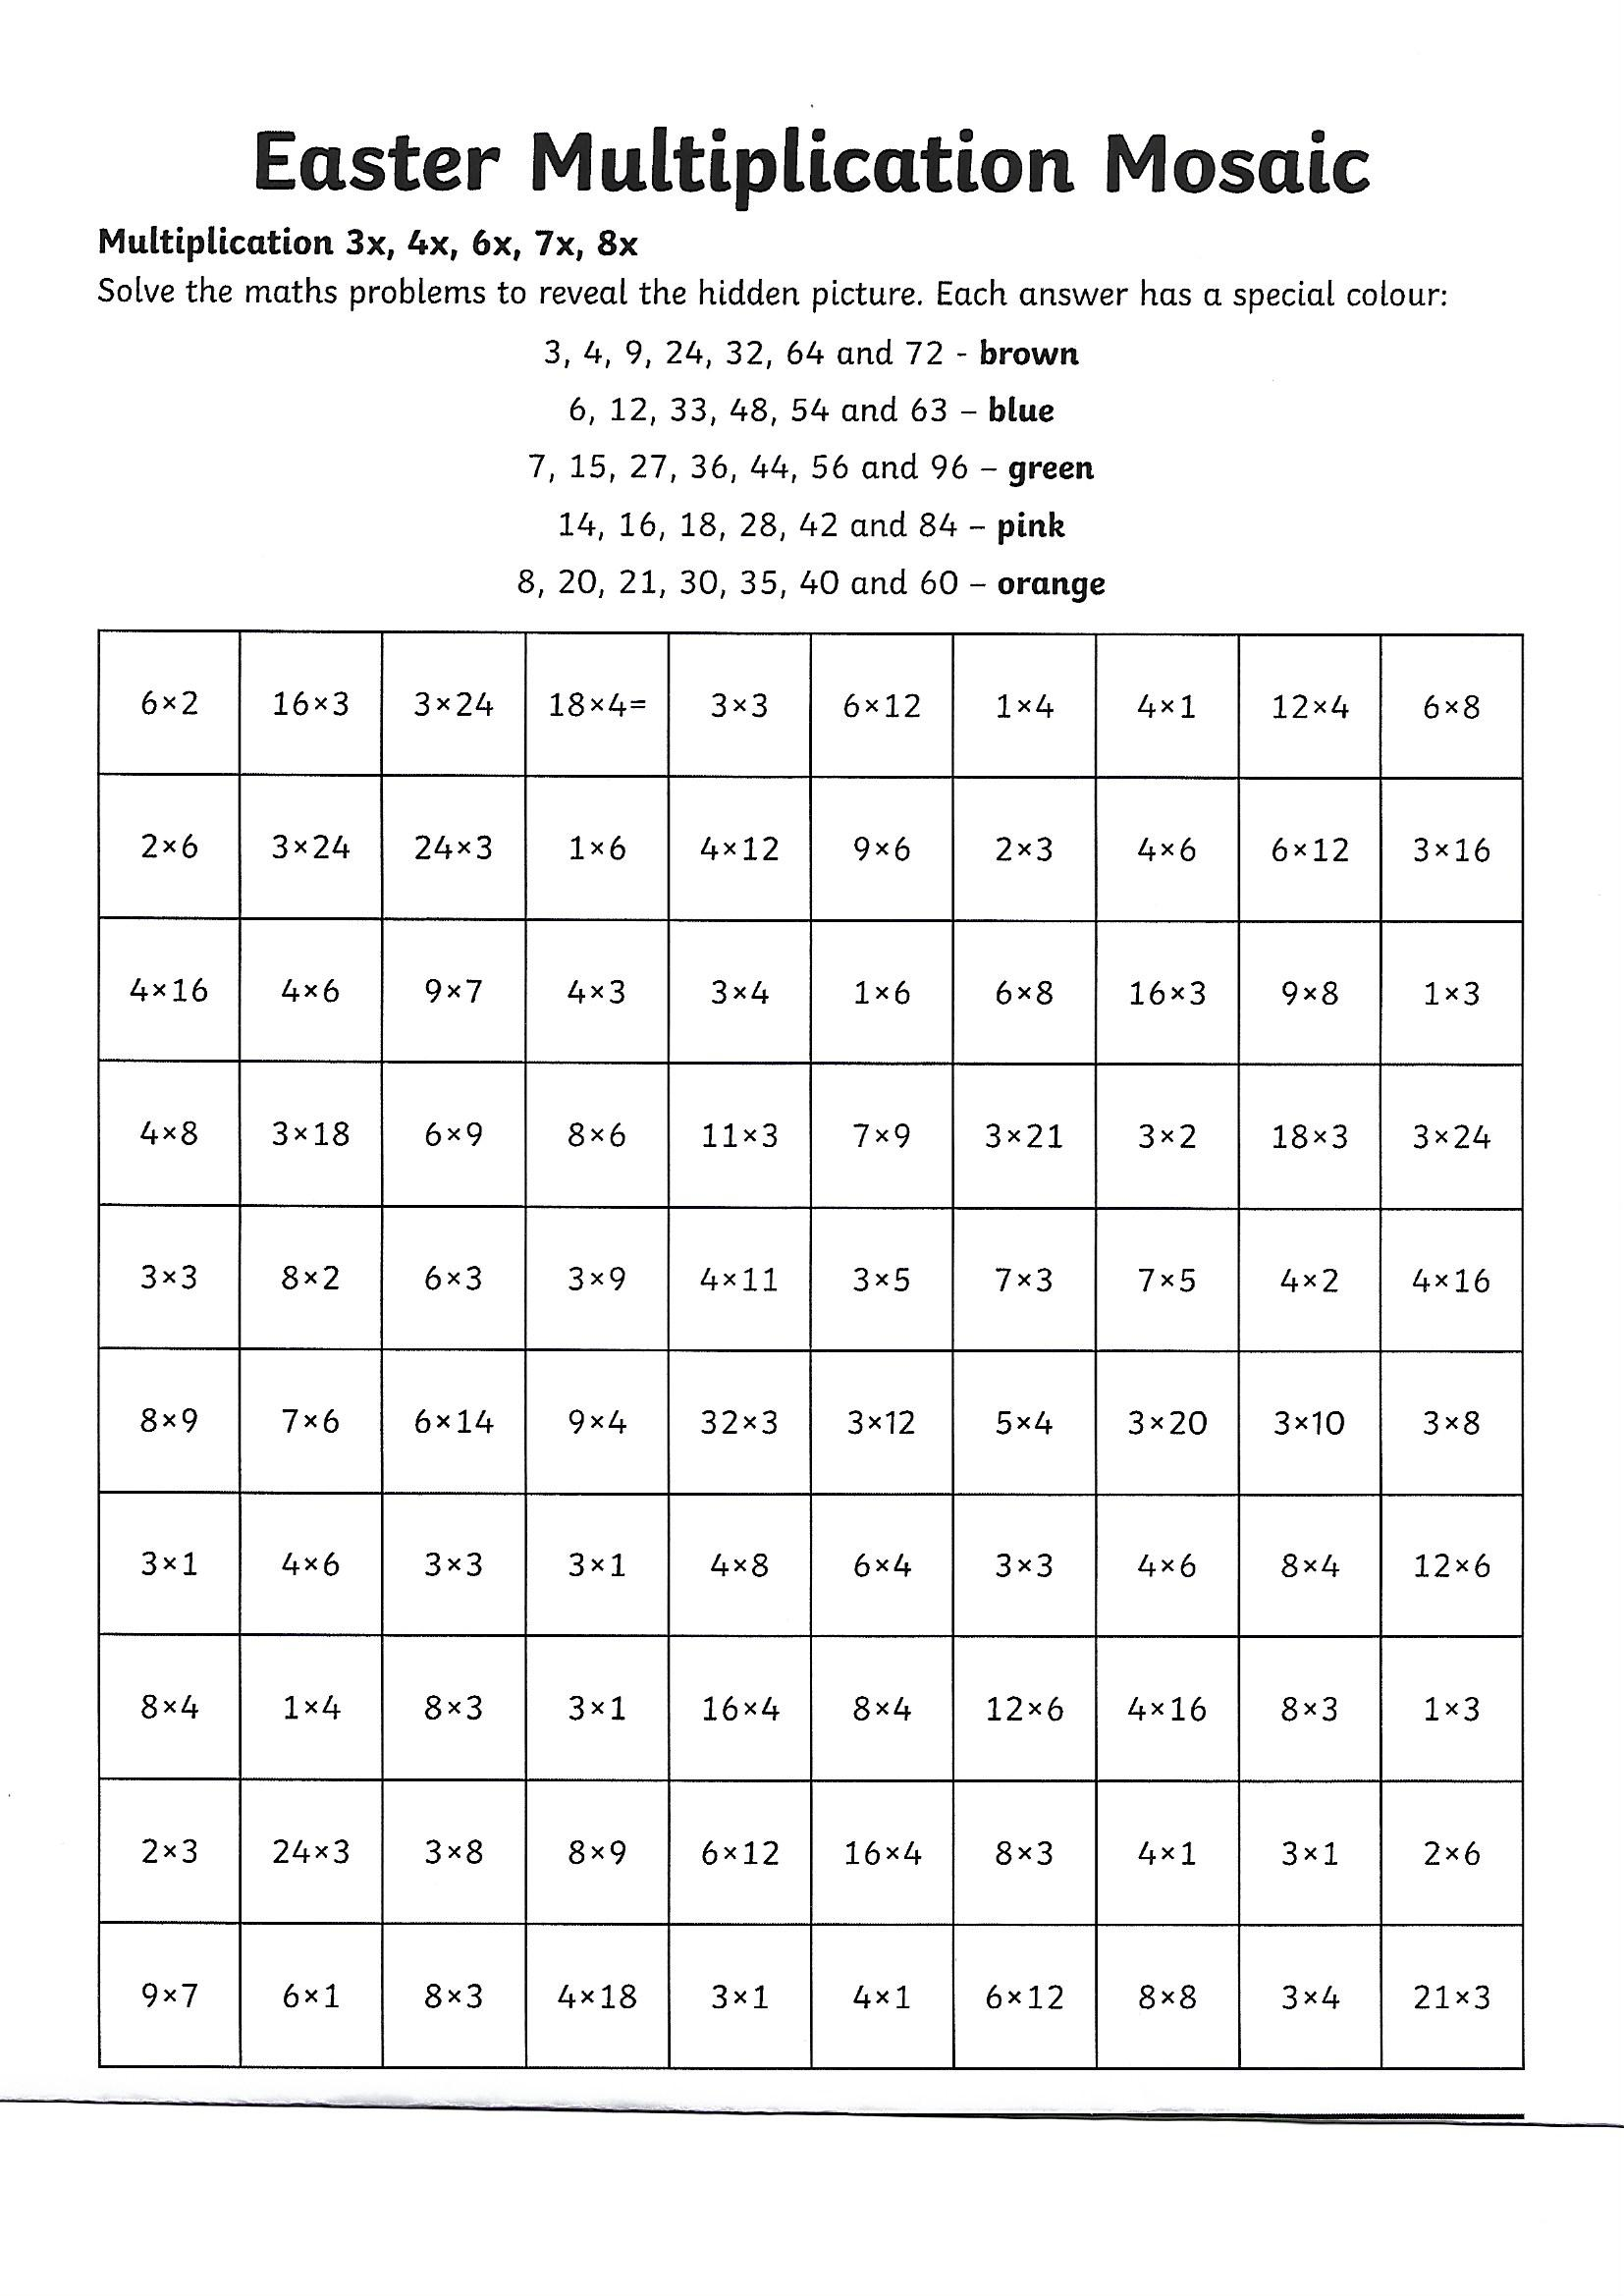 Easter Multiplication Mosaic
Multiplication 3x, 4x, 6x, 7x, 8x
Solve the maths problems to reveal the hidden picture. Each answer has a special colour:
3, 4, 9, 24, 32, 64 and 72 - brown
6, 12, 33, 48, 54 and 63 – blue
7, 15, 27, 36, 44, 56 and 96 – green
14, 16, 18, 28, 42 and 84 – pink
8, 20, 21, 30, 35, 40 and 60 – orange
6×2 16×3 3×24 18×4= 3×3 6×12 1×4 4×1 12×4 6×8
2×6 3×24 24×3 1×6 4×12 9×6 2×3 4×6 6×12 3×16
4×16 4×6 9×7 4×3 3×4 1×6 6×8 16×3 9×8 1×3
4×8 3×18 6×9 8×6 11×3 7×9 3×21 3×2 18×3 3×24
3×3 8×2 6×3 3×9 4×11 3×5 7×3 7×5 4×2 4×16
8×9 7×6 6×14 9×4 32×3 3×12 5×4 3×20 3×10 3×8
3×1 4×6 3×3 3×1 4×8 6×4 3×3 4×6 8×4 12×6
8×4 1×4 8×3 3×1 16×4 8×4 12×6 4×16 8×3 1×3
2×3 24×3 3×8 8×9 6×12 16×4 8×3 4×1 3×1 2×6
9×7 6×1 8×3 4×18 3×1 4×1 6×12 8×8 3×4 21×3